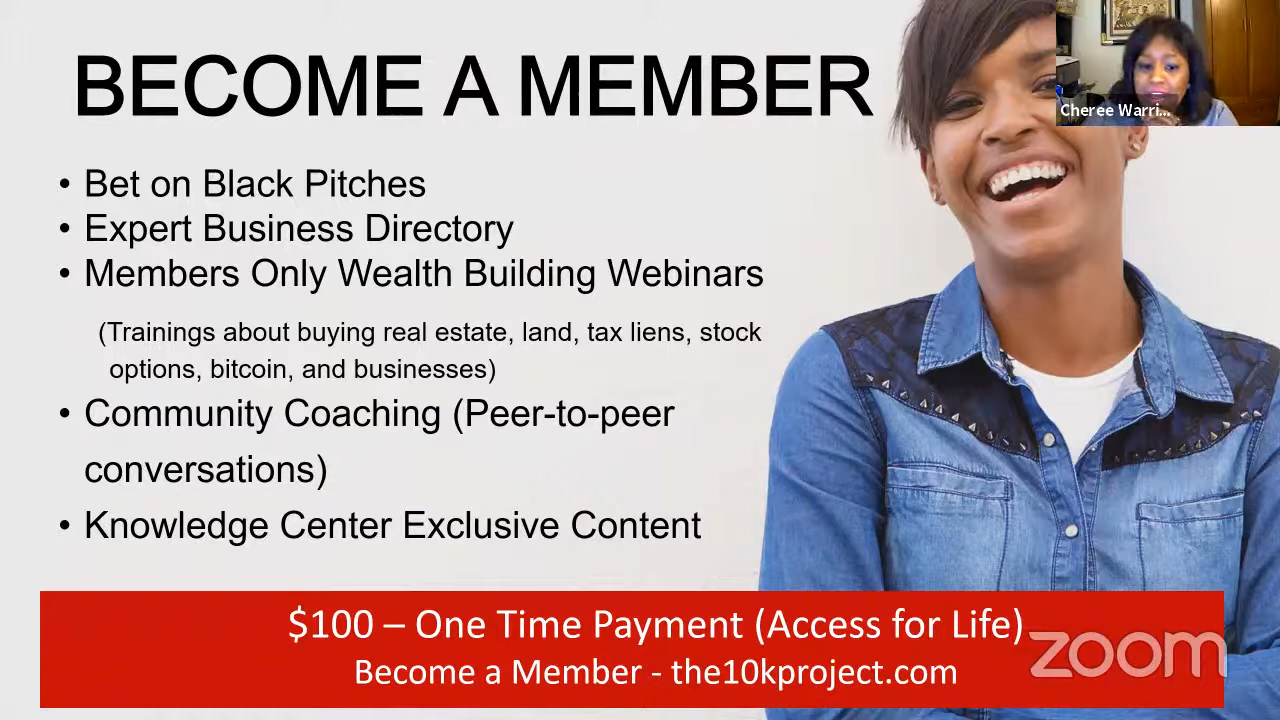 BECOME A MEMBER
Cheree Warri...
• Bet on Black Pitches
• Expert Business Directory
• Members Only Wealth Building Webinars
(Trainings about buying real estate, land, tax liens, stock
options, bitcoin, and businesses)
• Community Coaching (Peer-to-peer
conversations)
• Knowledge Center Exclusive Content
$100 – One Time Payment (Access for Life)
Become a Member - the10kproject.com
zoom